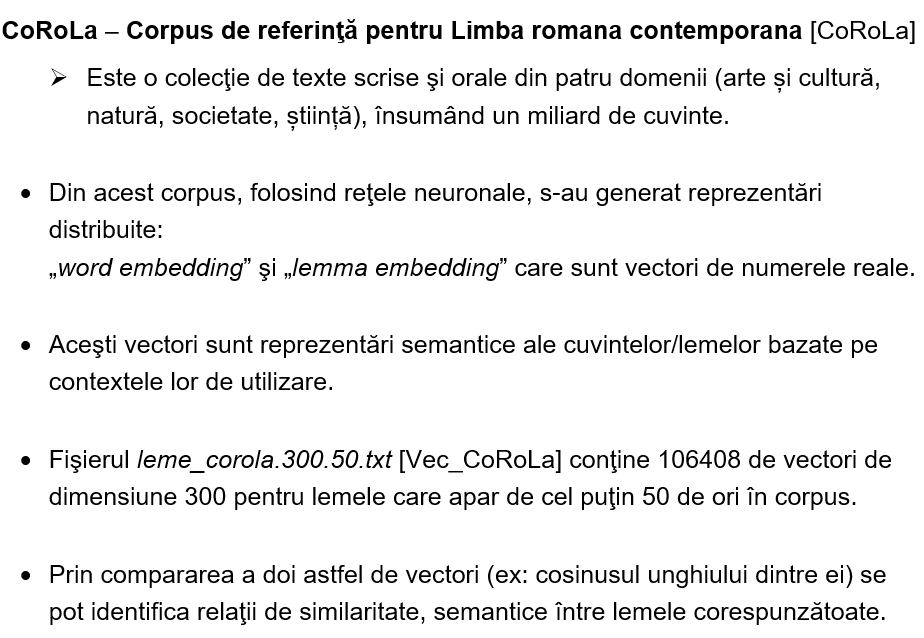 CoRoLa – Corpus de referinţă pentru Limba romana contemporana [CoRoLa]
➢ Este o colecţie de texte scrise şi orale din patru domenii (arte și cultură,
natură, societate, știință), însumând un miliard de cuvinte.
• Din acest corpus, folosind reţele neuronale, s-au generat reprezentări
distribuite:
„word embedding” şi „lemma embedding” care sunt vectori de numerele reale.
• Aceşti vectori sunt reprezentări semantice ale cuvintelor/lemelor bazate pe
contextele lor de utilizare.
• Fişierul leme_corola.300.50.txt [Vec_CoRoLa] conţine 106408 de vectori de
dimensiune 300 pentru lemele care apar de cel puţin 50 de ori în corpus.
• Prin compararea a doi astfel de vectori (ex: cosinusul unghiului dintre ei) se
pot identifica relaţii de similaritate, semantice între lemele corespunzătoare.